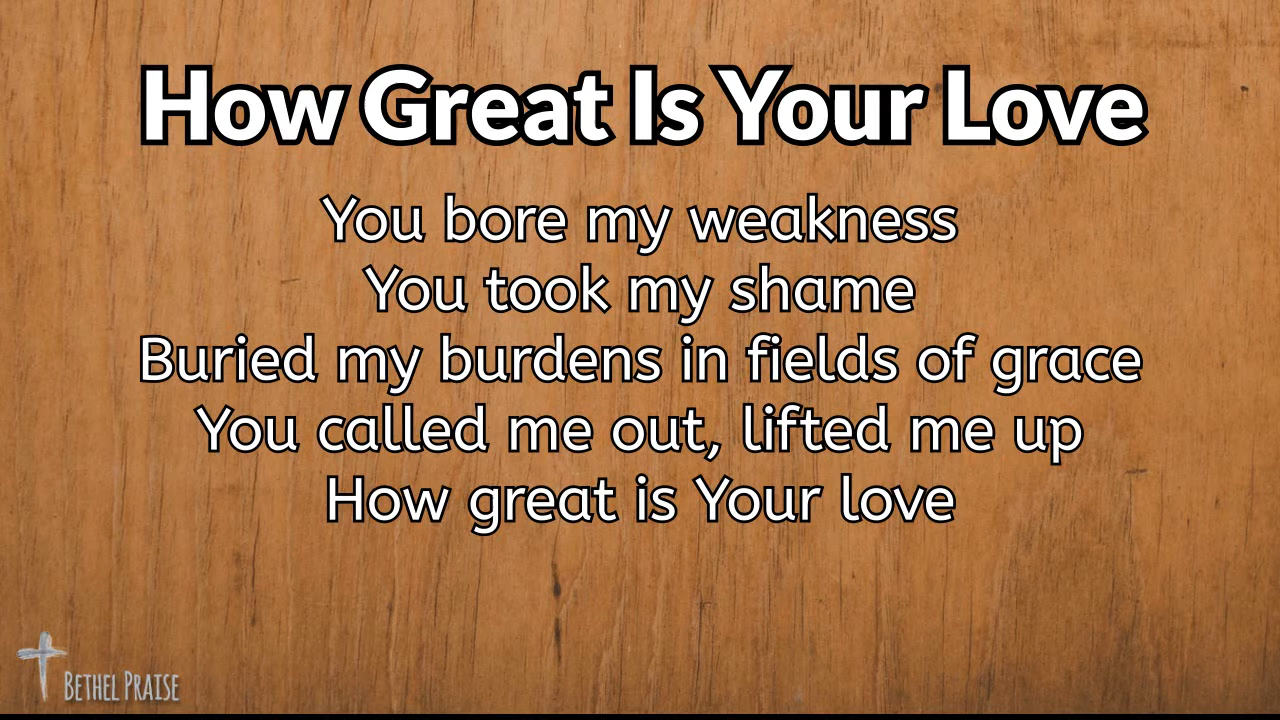 How Great Is Your Love
You bore my weakness
You took my shame
Buried my burdens in fields of grace
You called me out, lifted me up
How great is Your love
BETHEL PRAISE